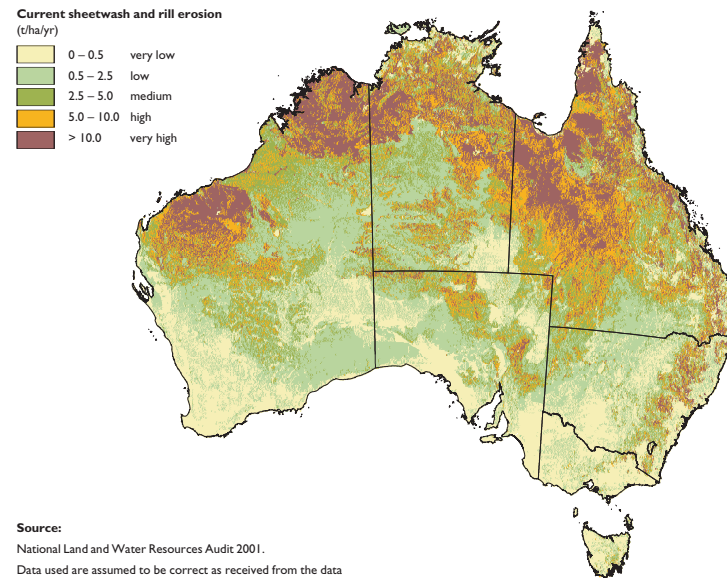 Current sheetwash and rill erosion
(t/ha/yr)
0 – 0.5 very low
0.5 – 2.5 low
2.5 – 5.0 medium
5.0 – 10.0 high
> 10.0 very high
Source:
National Land and Water Resources Audit 2001.
Data used are assumed to be correct as received from the data